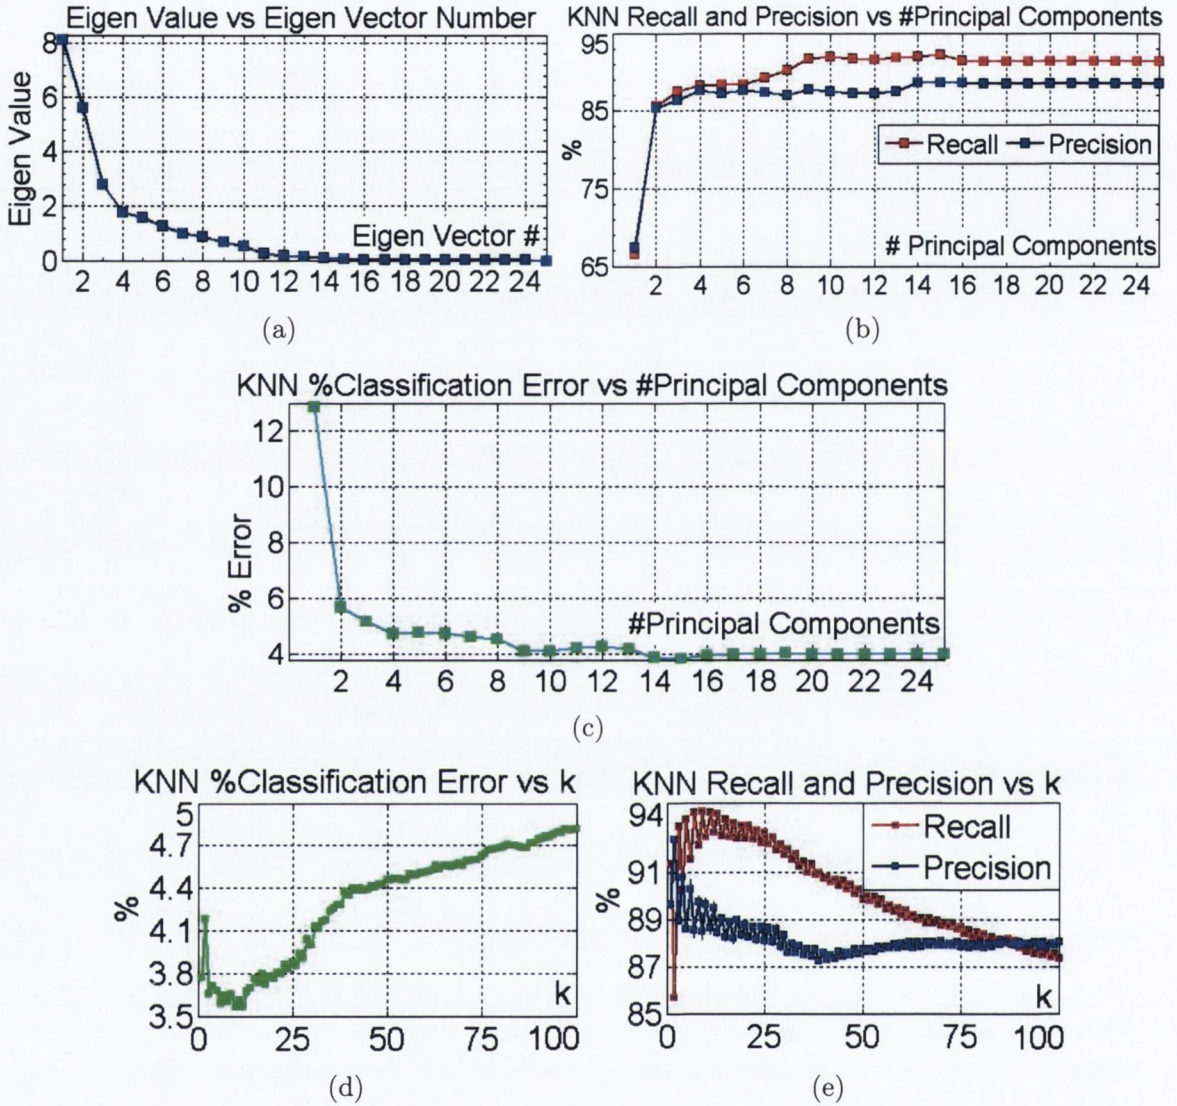 Eigen Value vs Eigen Vector Number
8
6
4
2
0
Eigen Value
Eigen Vector #
2 4 6 8 10 12 14 16 18 20 22 24
(a)
KNN Recall and Precision vs #Principal Components
95
85
75
65
%
Recall Precision
# Principal Components
2 4 6 8 10 12 14 16 18 20 22 24
(b)
KNN %Classification Error vs #Principal Components
12
10
8
6
4
% Error
#Principal Components
2 4 6 8 10 12 14 16 18 20 22 24
(c)
KNN %Classification Error vs k
5
4.7
4.4
4.1
3.8
3.5
%
k
0 25 50 75 100
(d)
KNN Recall and Precision vs k
94
91
89
87
85
%
Recall
Precision
k
0 25 50 75 100
(e)